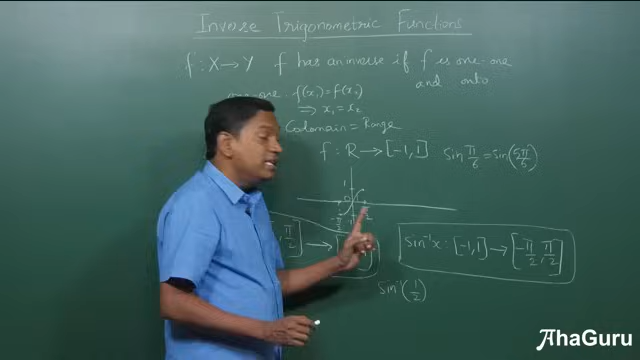 Inverse Trigonometric Functions
f : X → Y f has an inverse if f is one-one
and onto
one f(x₁) = f(x₂)
⟹ x₁ = x₂
Codomain = Range
f : R → [-1, 1] sin π/6 = sin(5π/6)
sin⁻¹x : [-1, 1] → [-π/2, π/2]
sin⁻¹(1/2)
AhaGuru